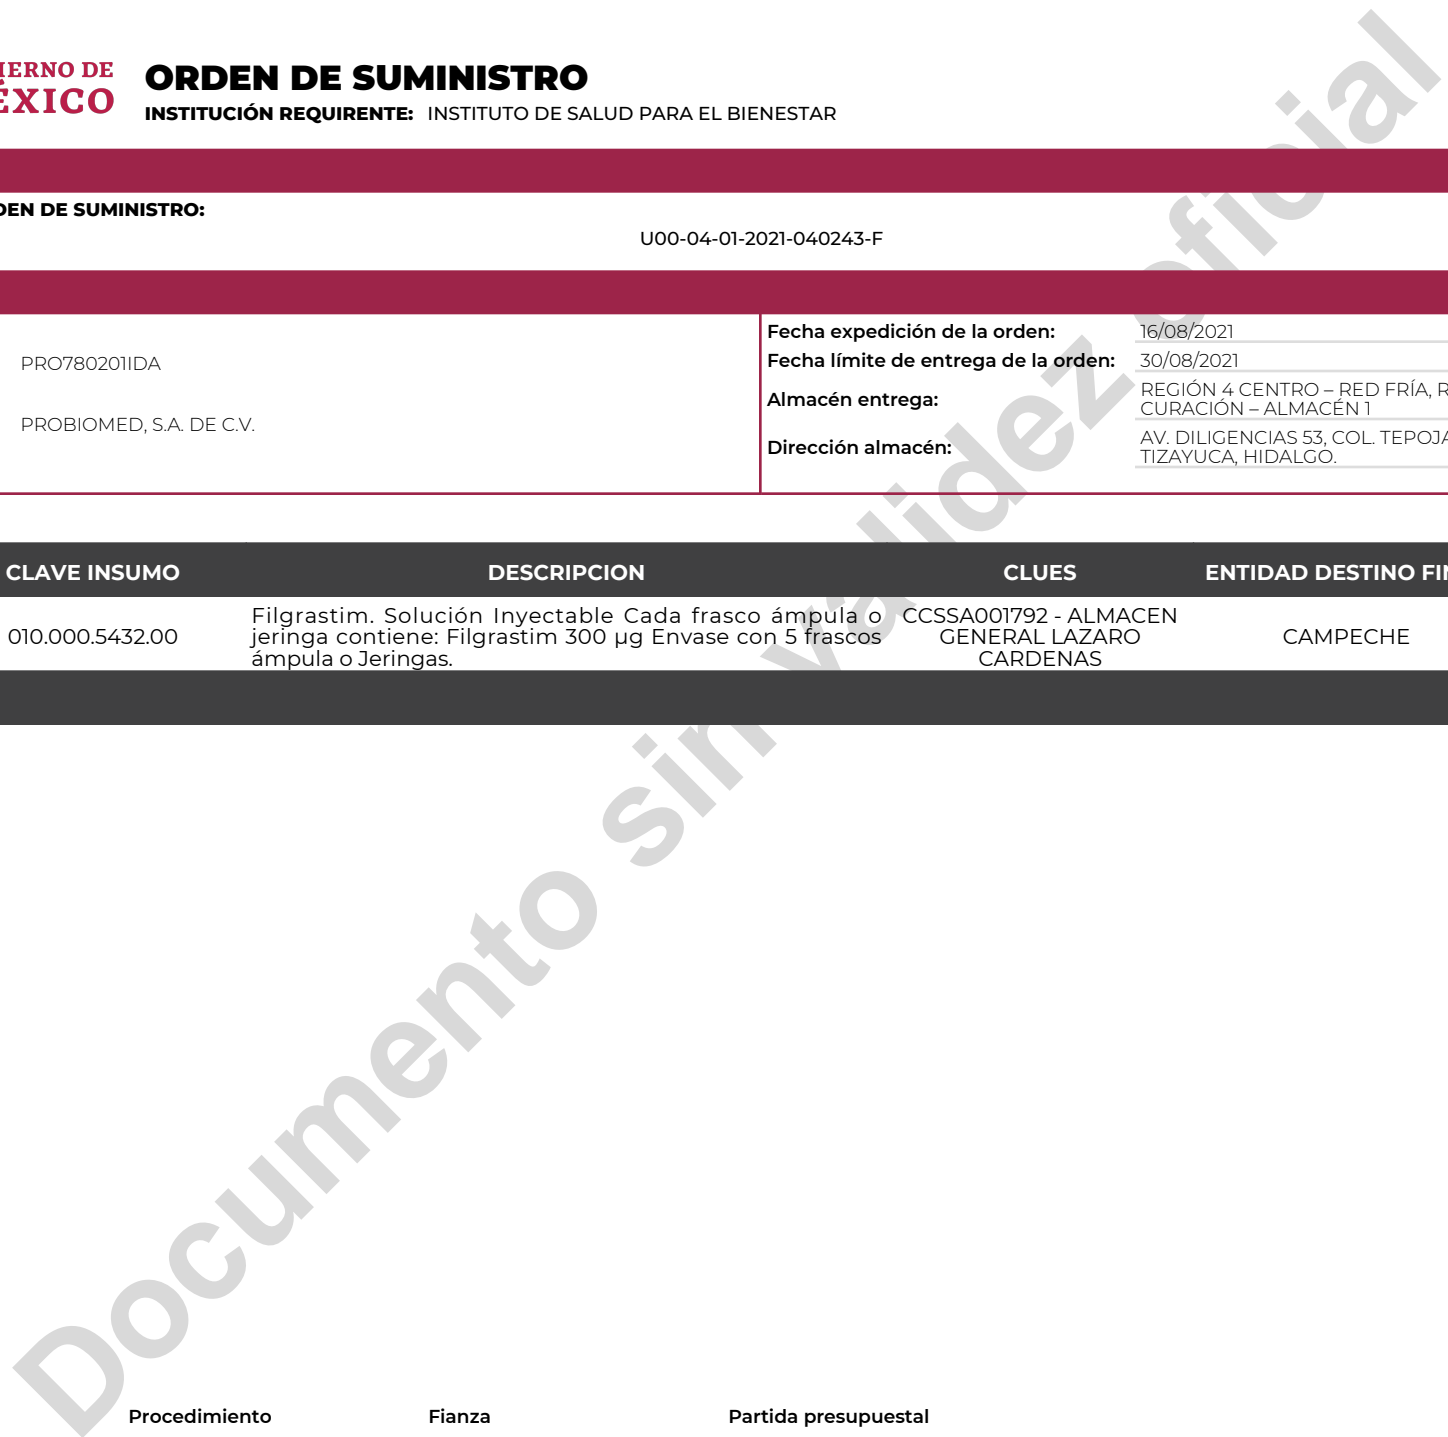 IERNO DE
ÉXICO
ORDEN DE SUMINISTRO
INSTITUCIÓN REQUIRENTE: INSTITUTO DE SALUD PARA EL BIENESTAR
DEN DE SUMINISTRO:
U00-04-01-2021-040243-F
PRO780201IDA
PROBIOMED, S.A. DE C.V.
Fecha expedición de la orden: 16/08/2021
Fecha límite de entrega de la orden: 30/08/2021
Almacén entrega: REGIÓN 4 CENTRO – RED FRÍA, R
CURACIÓN – ALMACÉN 1
Dirección almacén: AV. DILIGENCIAS 53, COL. TEPOJA
TIZAYUCA, HIDALGO.
CLAVE INSUMO DESCRIPCION CLUES ENTIDAD DESTINO FIN
010.000.5432.00
Filgrastim. Solución Inyectable Cada frasco ámpula o
jeringa contiene: Filgrastim 300 µg Envase con 5 frascos
ámpula o Jeringas.
CCSSA001792 - ALMACEN
GENERAL LAZARO
CARDENAS
CAMPECHE
Documento sin validez oficial
Procedimiento Fianza Partida presupuestal